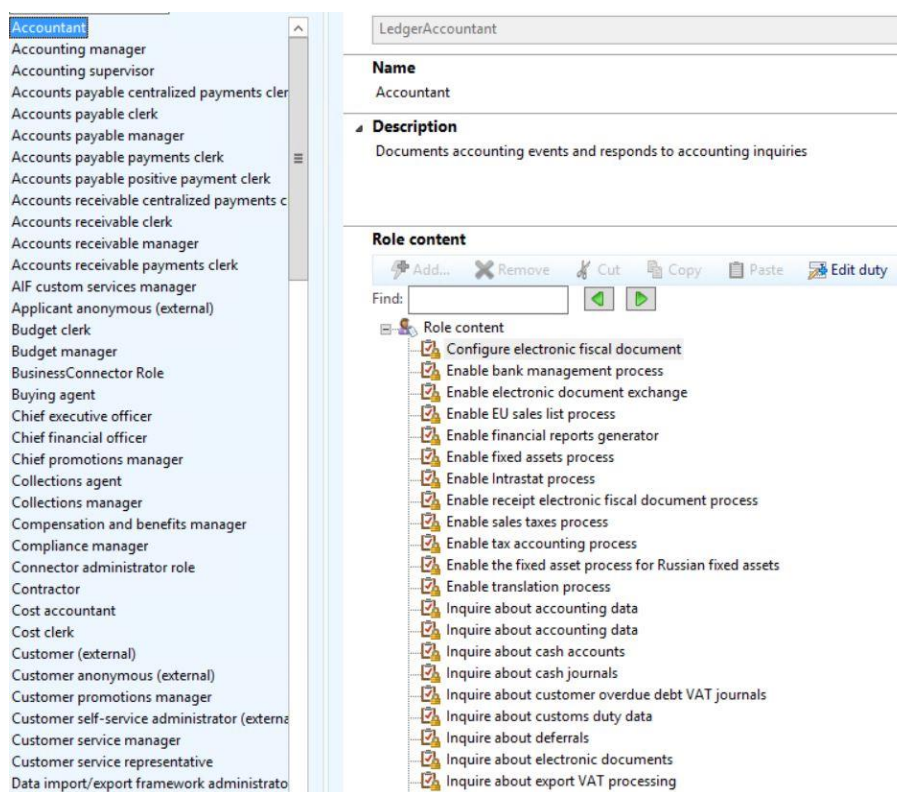 Accountant
Accounting manager
Accounting supervisor
Accounts payable centralized payments cler
Accounts payable clerk
Accounts payable manager
Accounts payable payments clerk
Accounts payable positive payment clerk
Accounts receivable centralized payments c
Accounts receivable clerk
Accounts receivable manager
Accounts receivable payments clerk
AIF custom services manager
Applicant anonymous (external)
Budget clerk
Budget manager
BusinessConnector Role
Buying agent
Chief executive officer
Chief financial officer
Chief promotions manager
Collections agent
Collections manager
Compensation and benefits manager
Compliance manager
Connector administrator role
Contractor
Cost accountant
Cost clerk
Customer (external)
Customer anonymous (external)
Customer promotions manager
Customer self-service administrator (externa
Customer service manager
Customer service representative
Data import/export framework administrato
LedgerAccountant
Name
Accountant
Description
Documents accounting events and responds to accounting inquiries
Role content
Add... Remove Cut Copy Paste Edit duty
Find:
Role content
Configure electronic fiscal document
Enable bank management process
Enable electronic document exchange
Enable EU sales list process
Enable financial reports generator
Enable fixed assets process
Enable Intrastat process
Enable receipt electronic fiscal document process
Enable sales taxes process
Enable tax accounting process
Enable the fixed asset process for Russian fixed assets
Enable translation process
Inquire about accounting data
Inquire about accounting data
Inquire about cash accounts
Inquire about cash journals
Inquire about customer overdue debt VAT journals
Inquire about customs duty data
Inquire about deferrals
Inquire about electronic documents
Inquire about export VAT processing